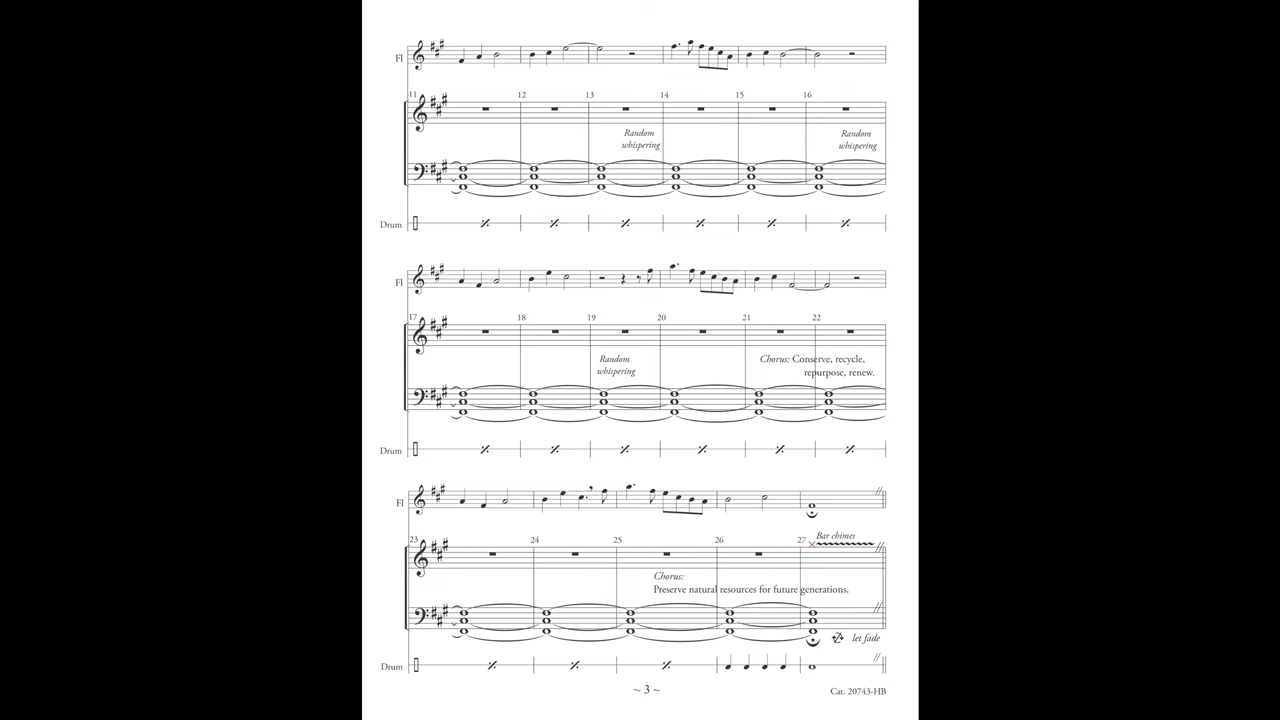 Fl
11 12 13 14 15 16
Random
whispering
Random
whispering
Drum
Fl
17 18 19 20 21 22
Random
whispering
Chorus: Conserve, recycle,
repurpose, renew.
Drum
Fl
Bar chimes
23 24 25 26 27
Chorus:
Preserve natural resources for future generations.
let fade
Drum
~ 3 ~
Cat. 20743-HB